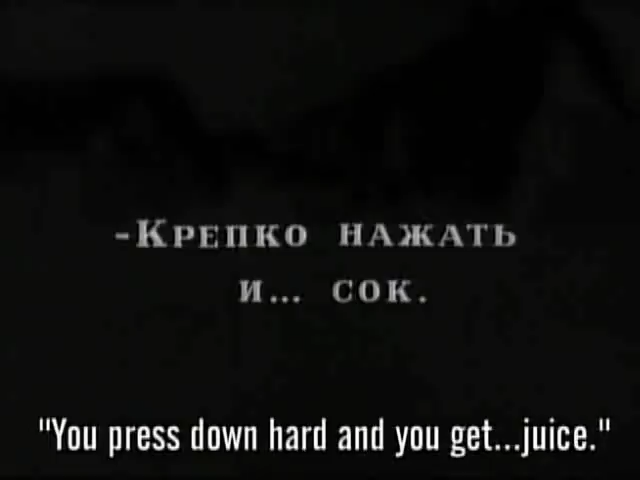 -Крепко нажать
и... сок.
"You press down hard and you get...juice."